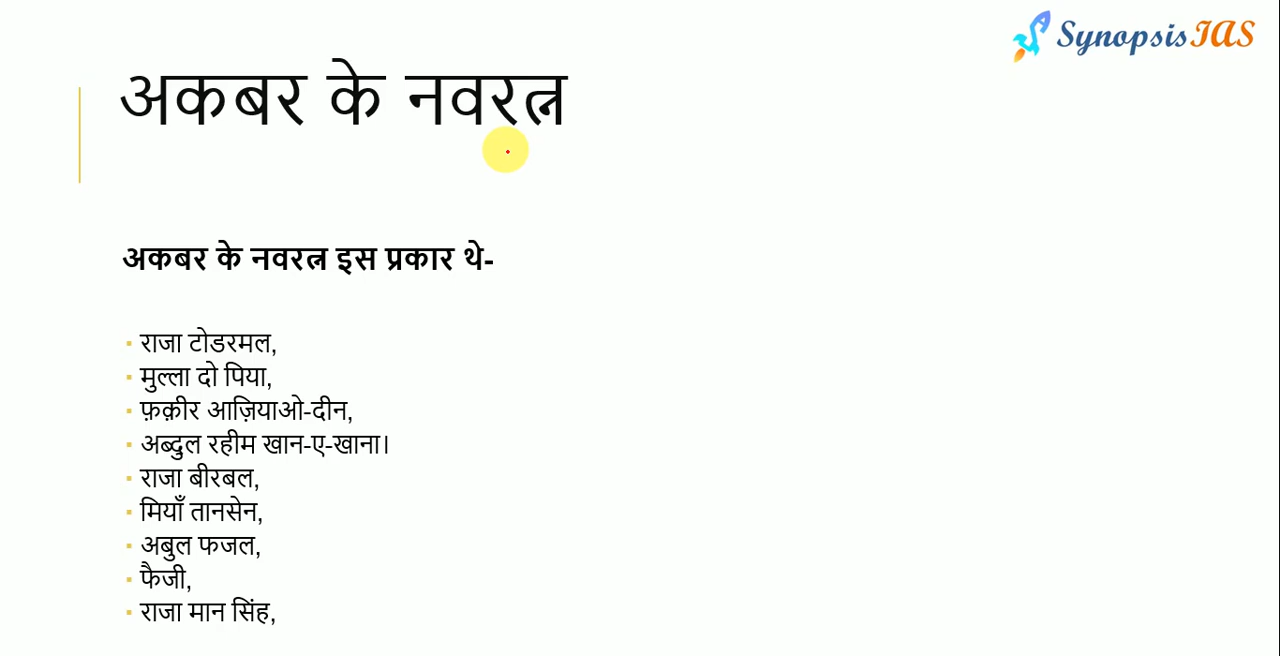 SynopsisIAS
अकबर के नवरत्न
अकबर के नवरत्न इस प्रकार थे-
▪ राजा टोडरमल,
▪ मुल्ला दो पिया,
▪ फ़क़ीर आज़ियाओ-दीन,
▪ अब्दुल रहीम खान-ए-खाना।
▪ राजा बीरबल,
▪ मियाँ तानसेन,
▪ अबुल फजल,
▪ फैजी,
▪ राजा मान सिंह,